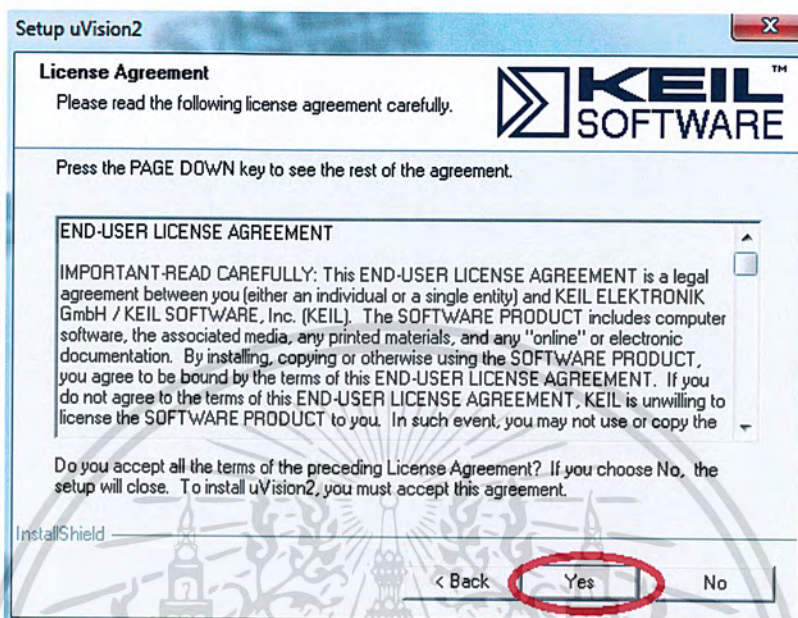 Setup uVision2
License Agreement
Please read the following license agreement carefully.
KEIL™
SOFTWARE
Press the PAGE DOWN key to see the rest of the agreement.
END-USER LICENSE AGREEMENT
IMPORTANT-READ CAREFULLY: This END-USER LICENSE AGREEMENT is a legal
agreement between you (either an individual or a single entity) and KEIL ELEKTRONIK
GmbH / KEIL SOFTWARE, Inc. (KEIL). The SOFTWARE PRODUCT includes computer
software, the associated media, any printed materials, and any "online" or electronic
documentation. By installing, copying or otherwise using the SOFTWARE PRODUCT,
you agree to be bound by the terms of this END-USER LICENSE AGREEMENT. If you
do not agree to the terms of this END-USER LICENSE AGREEMENT, KEIL is unwilling to
license the SOFTWARE PRODUCT to you. In such event, you may not use or copy the
Do you accept all the terms of the preceding License Agreement? If you choose No, the
setup will close. To install uVision2, you must accept this agreement.
InstallShield
< Back Yes No